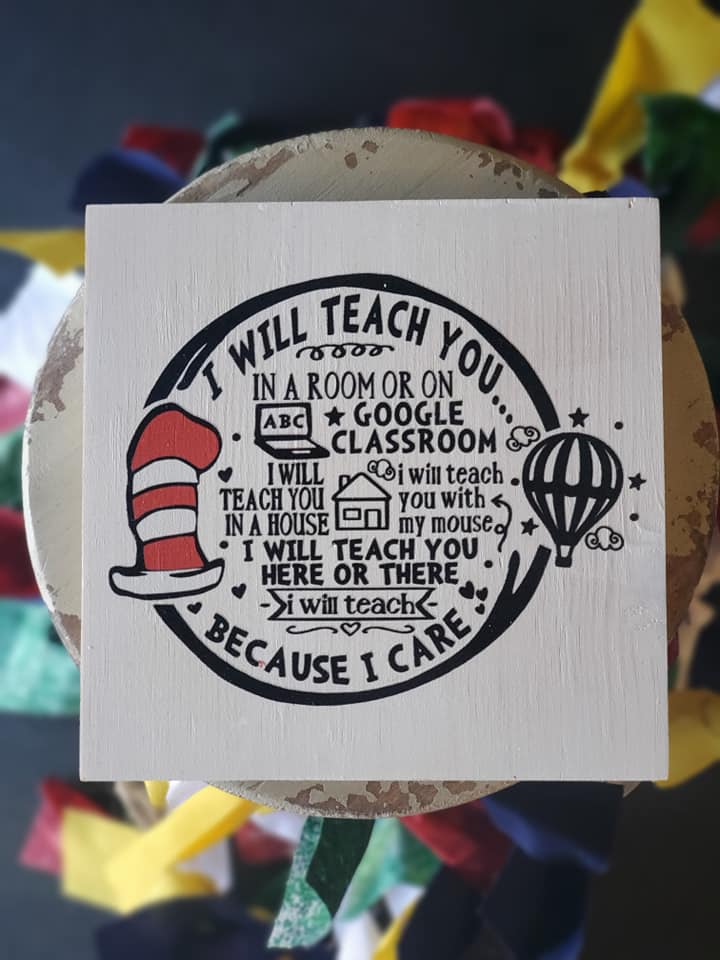 I WILL TEACH YOU...
IN A ROOM OR ON
ABC
GOOGLE
CLASSROOM
I WILL
TEACH YOU
IN A HOUSE
i will teach
you with
my mouse
I WILL TEACH YOU
HERE OR THERE
i will teach
BECAUSE I CARE